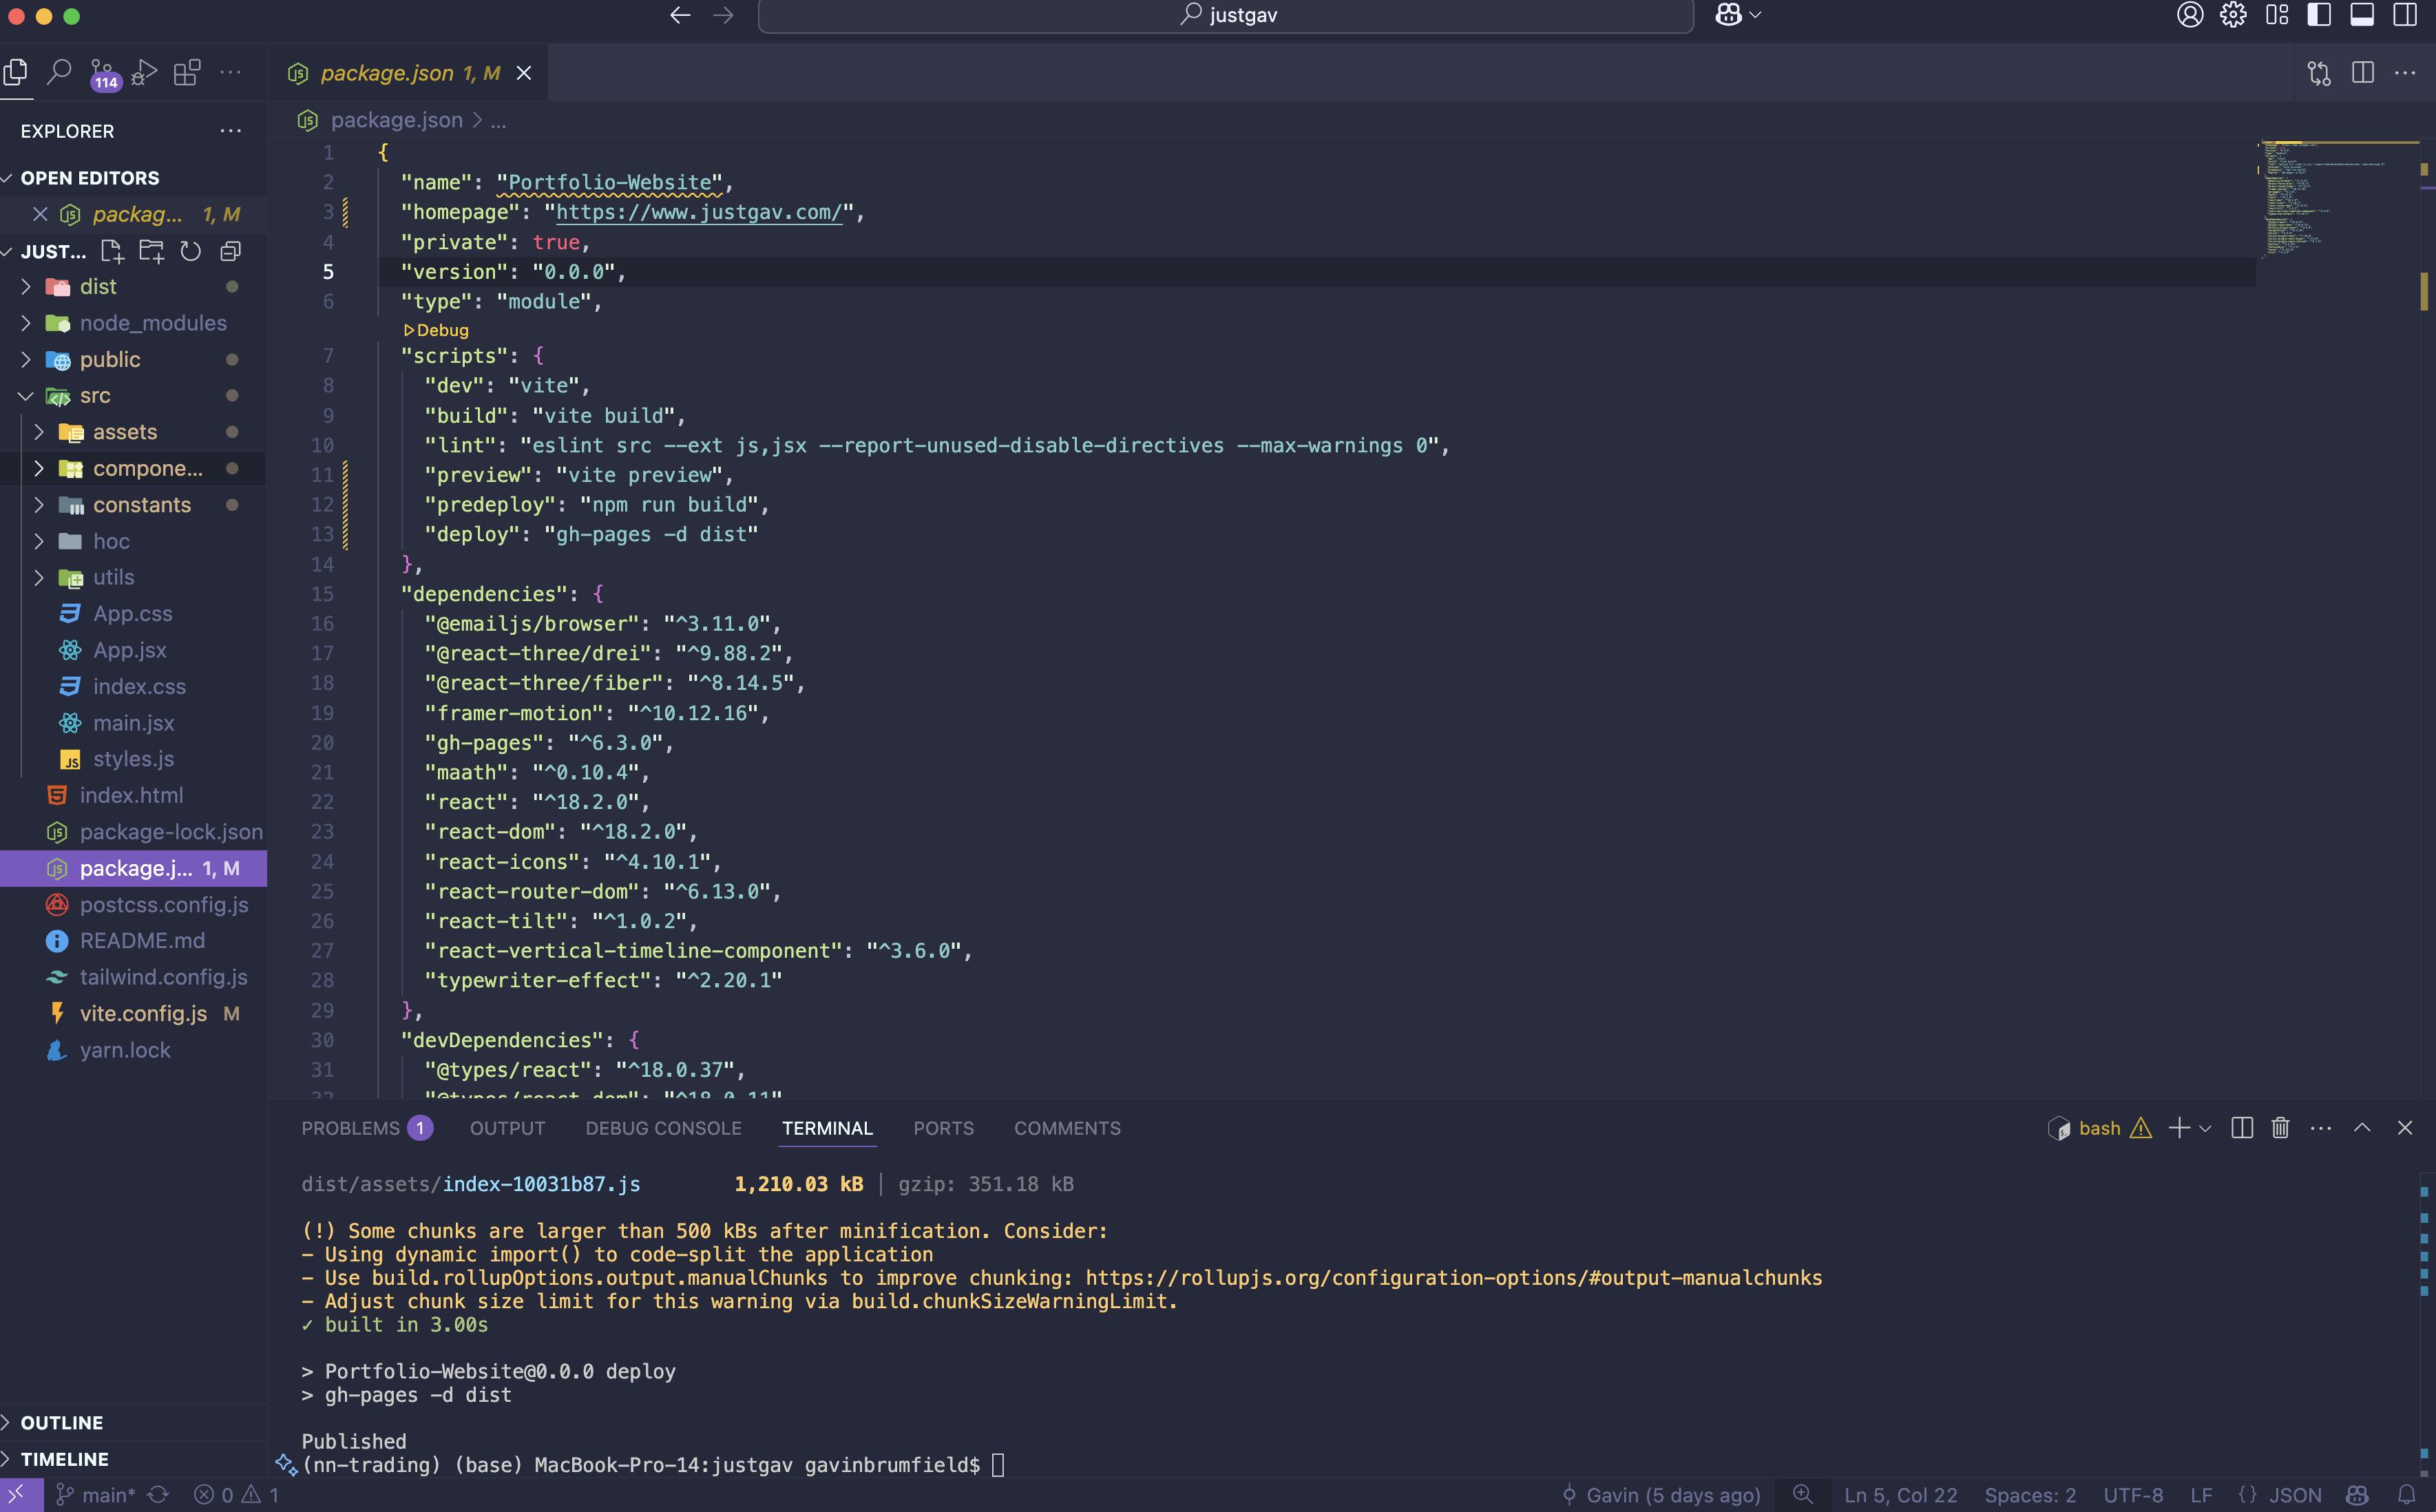 justgav
114
package.json 1, M
EXPLORER
package.json > ...
OPEN EDITORS
packag... 1, M
JUST...
dist
node_modules
public
src
assets
compone...
constants
hoc
utils
App.css
App.jsx
index.css
main.jsx
styles.js
index.html
package-lock.json
package.j... 1, M
postcss.config.js
README.md
tailwind.config.js
vite.config.js M
yarn.lock
OUTLINE
TIMELINE
1 {
2 "name": "Portfolio-Website",
3 "homepage": "https://www.justgav.com/",
4 "private": true,
5 "version": "0.0.0",
6 "type": "module",
Debug
7 "scripts": {
8 "dev": "vite",
9 "build": "vite build",
10 "lint": "eslint src --ext js,jsx --report-unused-disable-directives --max-warnings 0",
11 "preview": "vite preview",
12 "predeploy": "npm run build",
13 "deploy": "gh-pages -d dist"
14 },
15 "dependencies": {
16 "@emailjs/browser": "^3.11.0",
17 "@react-three/drei": "^9.88.2",
18 "@react-three/fiber": "^8.14.5",
19 "framer-motion": "^10.12.16",
20 "gh-pages": "^6.3.0",
21 "maath": "^0.10.4",
22 "react": "^18.2.0",
23 "react-dom": "^18.2.0",
24 "react-icons": "^4.10.1",
25 "react-router-dom": "^6.13.0",
26 "react-tilt": "^1.0.2",
27 "react-vertical-timeline-component": "^3.6.0",
28 "typewriter-effect": "^2.20.1"
29 },
30 "devDependencies": {
31 "@types/react": "^18.0.37",
32 "@types/react-dom": "^18.0.11"
PROBLEMS 1 OUTPUT DEBUG CONSOLE TERMINAL PORTS COMMENTS
bash
dist/assets/index-10031b87.js 1,210.03 kB │ gzip: 351.18 kB
(!) Some chunks are larger than 500 kBs after minification. Consider:
- Using dynamic import() to code-split the application
- Use build.rollupOptions.output.manualChunks to improve chunking: https://rollupjs.org/configuration-options/#output-manualchunks
- Adjust chunk size limit for this warning via build.chunkSizeWarningLimit.
✓ built in 3.00s
> Portfolio-Website@0.0.0 deploy
> gh-pages -d dist
Published
(nn-trading) (base) MacBook-Pro-14:justgav gavinbrumfield$
main* 0 1 Gavin (5 days ago) Ln 5, Col 22 Spaces: 2 UTF-8 LF {} JSON